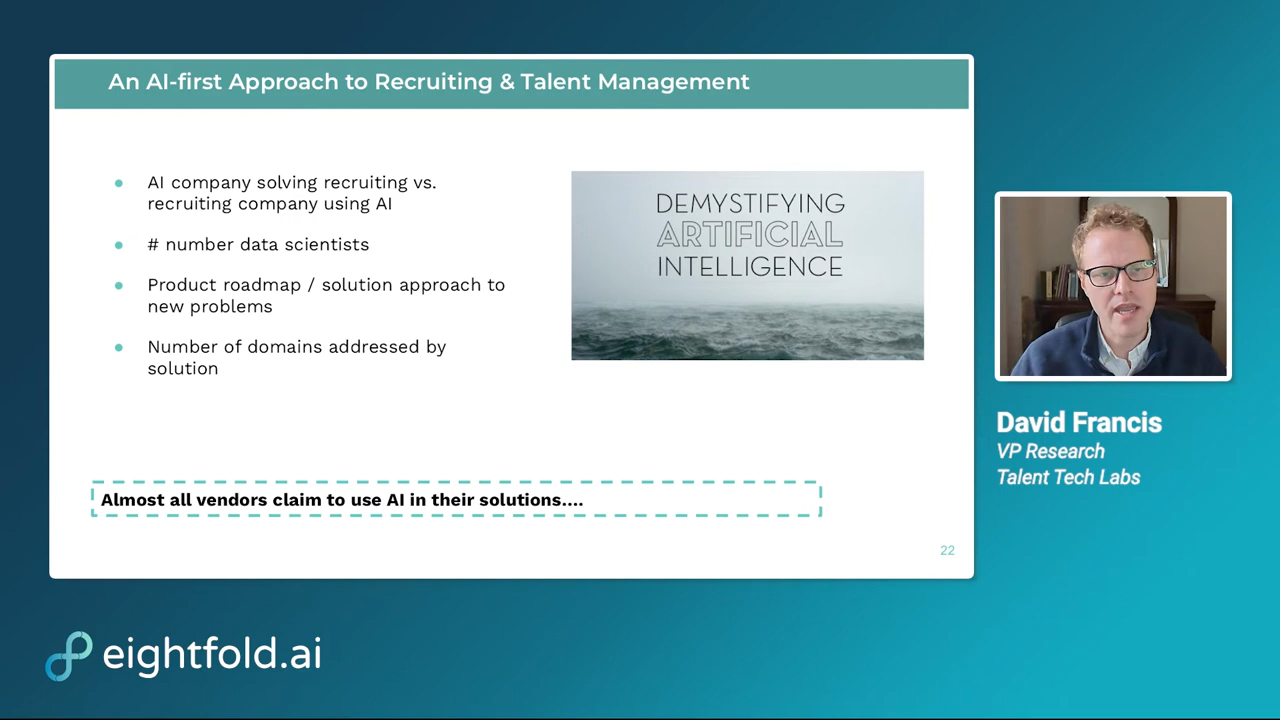 An AI-first Approach to Recruiting & Talent Management
AI company solving recruiting vs.
recruiting company using AI
# number data scientists
Product roadmap / solution approach to
new problems
Number of domains addressed by
solution
DEMYSTIFYING
ARTIFICIAL
INTELLIGENCE
Almost all vendors claim to use AI in their solutions....
22
David Francis
VP Research
Talent Tech Labs
eightfold.ai